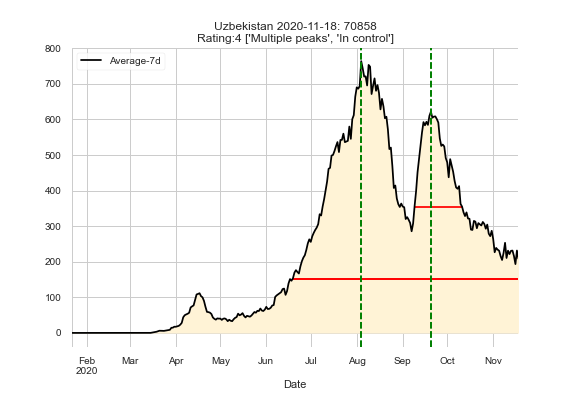 Uzbekistan 2020-11-18: 70858
Rating:4 ['Multiple peaks', 'In control']
Average-7d
800
700
600
500
400
300
200
100
0
Feb Mar Apr May Jun Jul Aug Sep Oct Nov
2020
Date